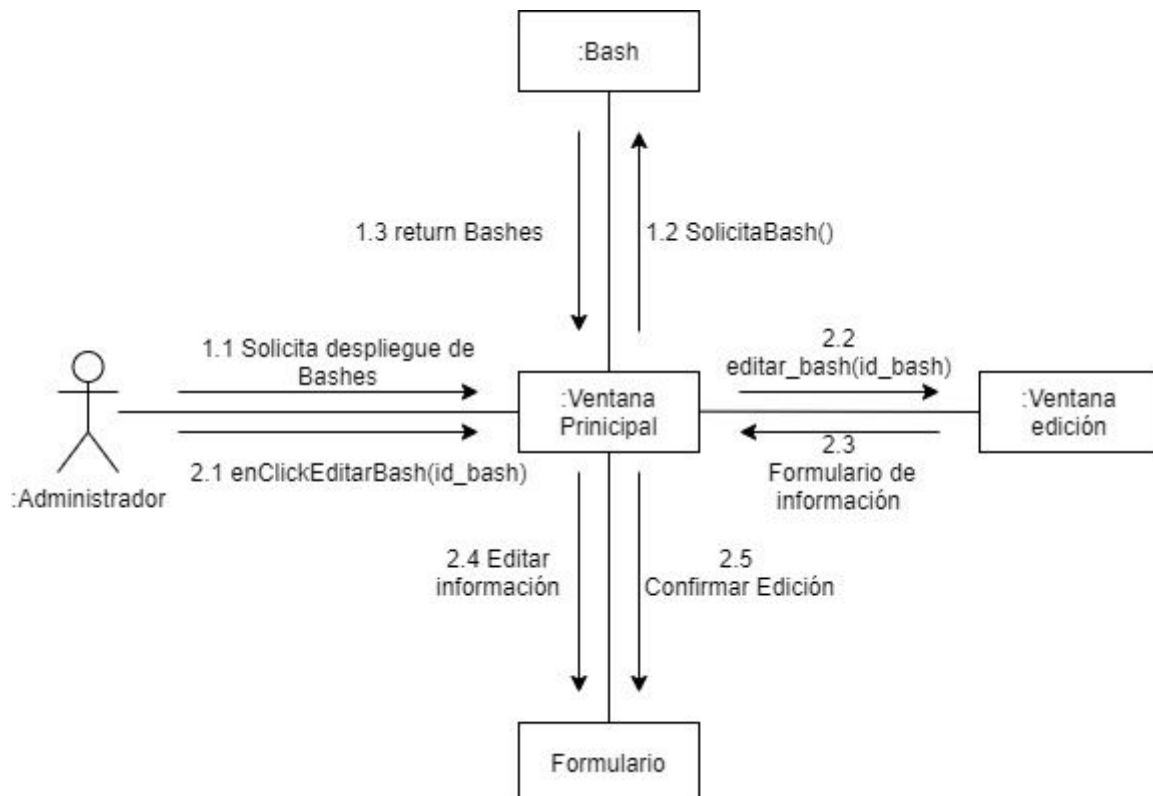 :Bash
1.3 return Bashes
1.2 SolicitaBash()
1.1 Solicita despliegue de
Bashes
2.2
editar_bash(id_bash)
:Ventana
Prinicipal
:Ventana
edición
2.1 enClickEditarBash(id_bash)
2.3
Formulario de
información
:Administrador
2.4 Editar
información
2.5
Confirmar Edición
Formulario